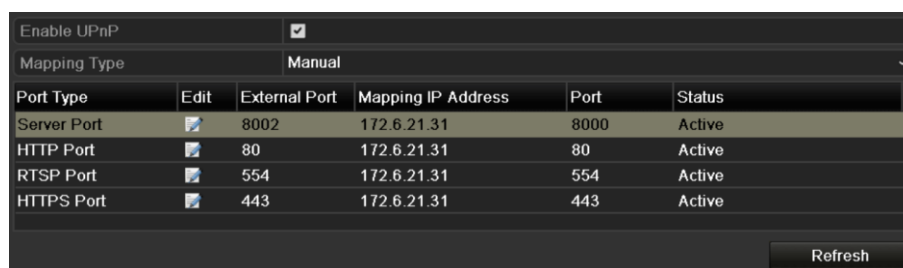 Enable UPnP
Mapping Type Manual
Port Type Edit External Port Mapping IP Address Port Status
Server Port 8002 172.6.21.31 8000 Active
HTTP Port 80 172.6.21.31 80 Active
RTSP Port 554 172.6.21.31 554 Active
HTTPS Port 443 172.6.21.31 443 Active
Refresh